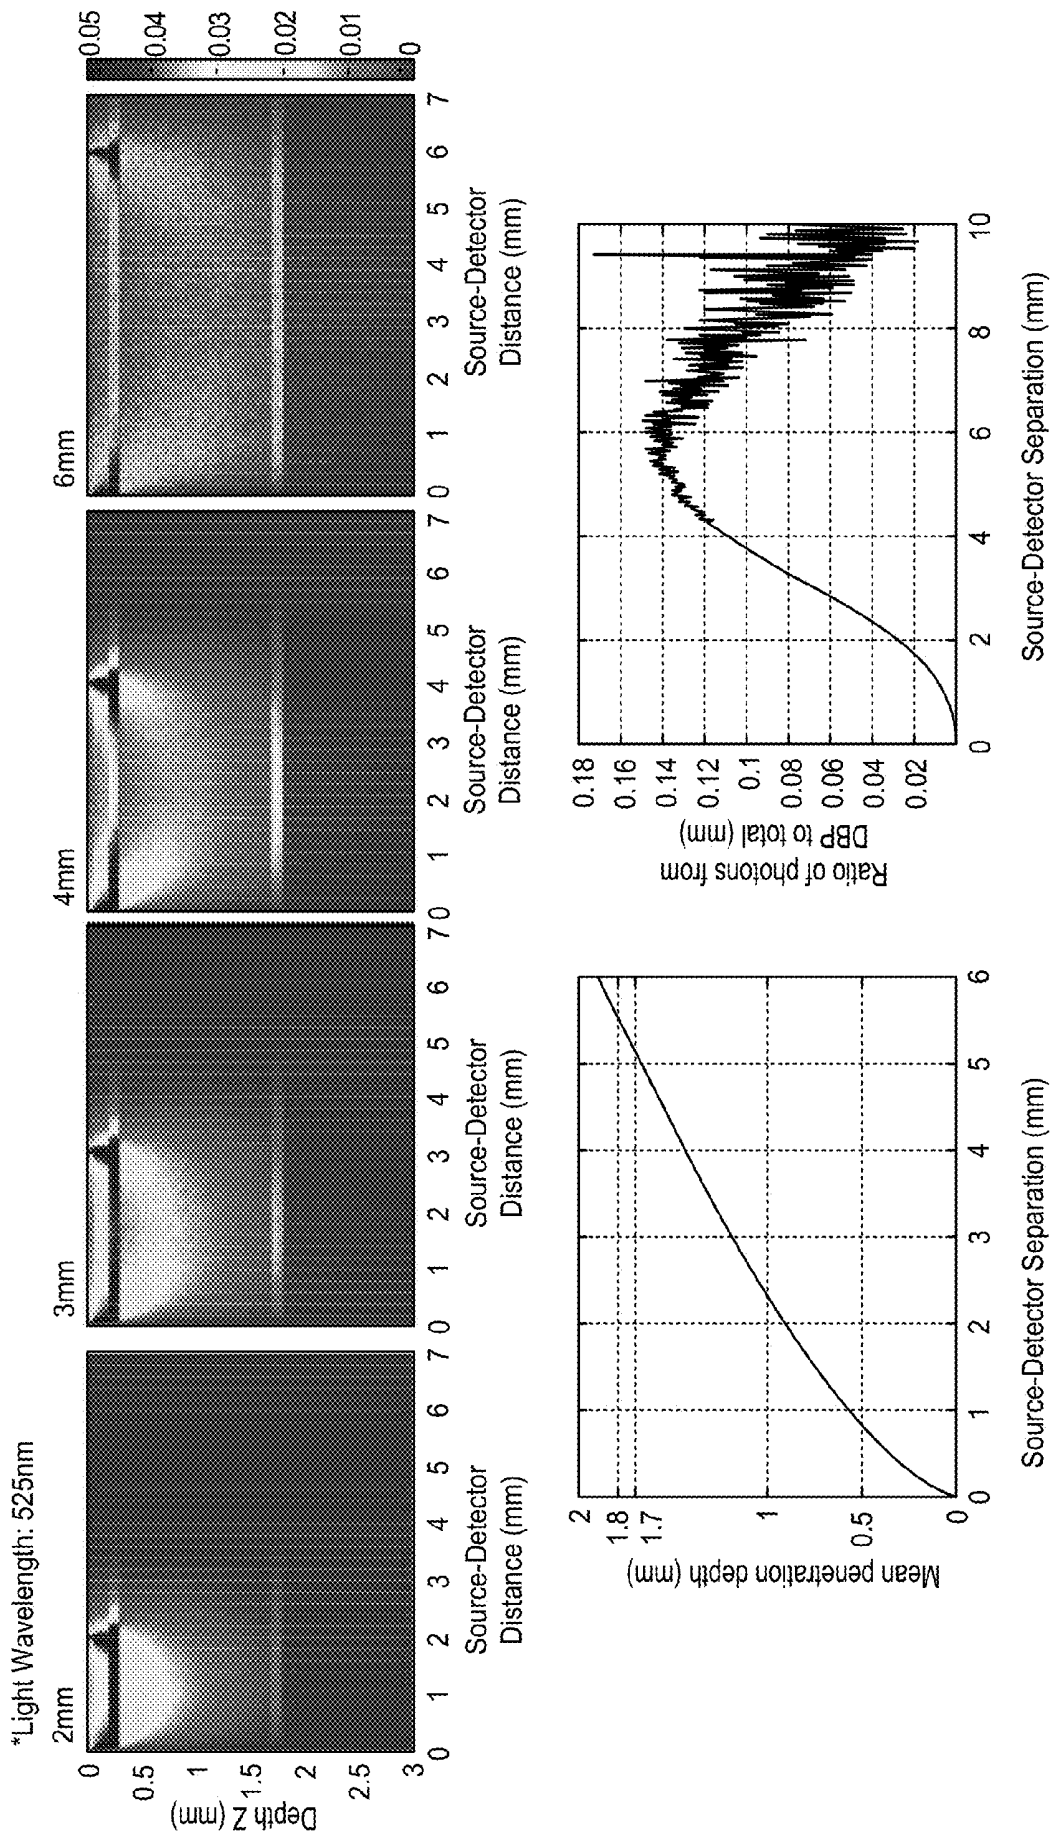 *Light Wavelength: 525nm
2mm
3mm
4mm
6mm
0
0.5
1
1.5
2
2.5
3
Depth Z (mm)
0 1 2 3 4 5 6 7
Source-Detector
Distance (mm)
0 1 2 3 4 5 6 7
Source-Detector
Distance (mm)
0 1 2 3 4 5 6 7
Source-Detector
Distance (mm)
0 1 2 3 4 5 6 7
Source-Detector
Distance (mm)
0.05
0.04
0.03
0.02
0.01
0
2
1.8
1.7
1
0.5
0
Mean penetration depth (mm)
0 1 2 3 4 5 6
Source-Detector Separation (mm)
0.18
0.16
0.14
0.12
0.1
0.08
0.06
0.04
0.02
Ratio of photons from
DBP to total (mm)
0 2 4 6 8 10
Source-Detector Separation (mm)